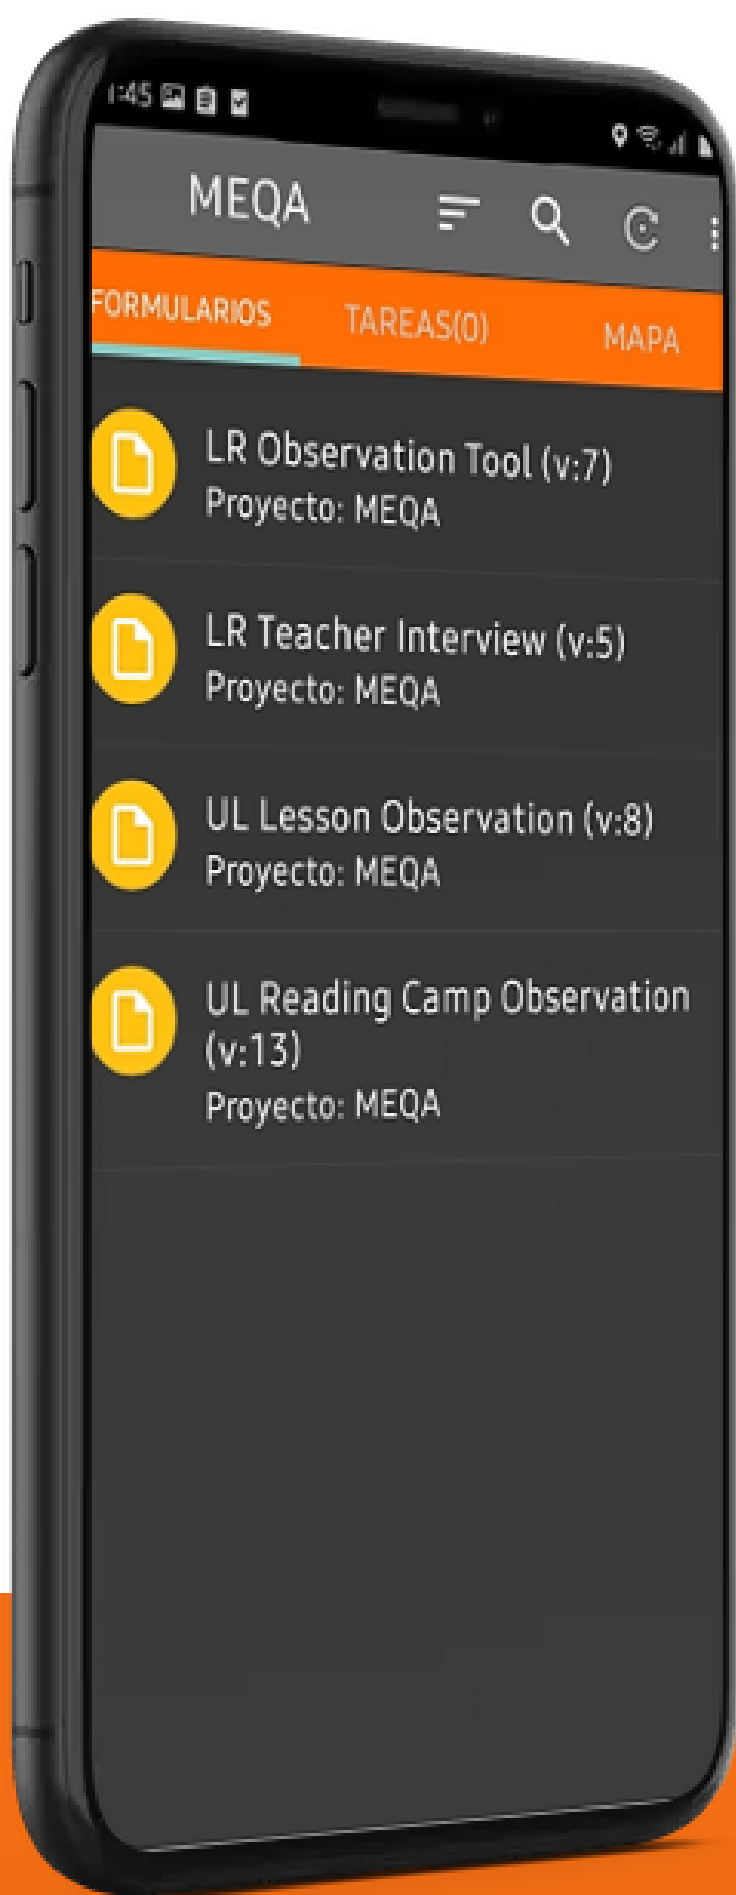 :45
MEQA
FORMULARIOS TAREAS(0) MAPA
LR Observation Tool (v:7)
Proyecto: MEQA
LR Teacher Interview (v:5)
Proyecto: MEQA
UL Lesson Observation (v:8)
Proyecto: MEQA
UL Reading Camp Observation
(v:13)
Proyecto: MEQA